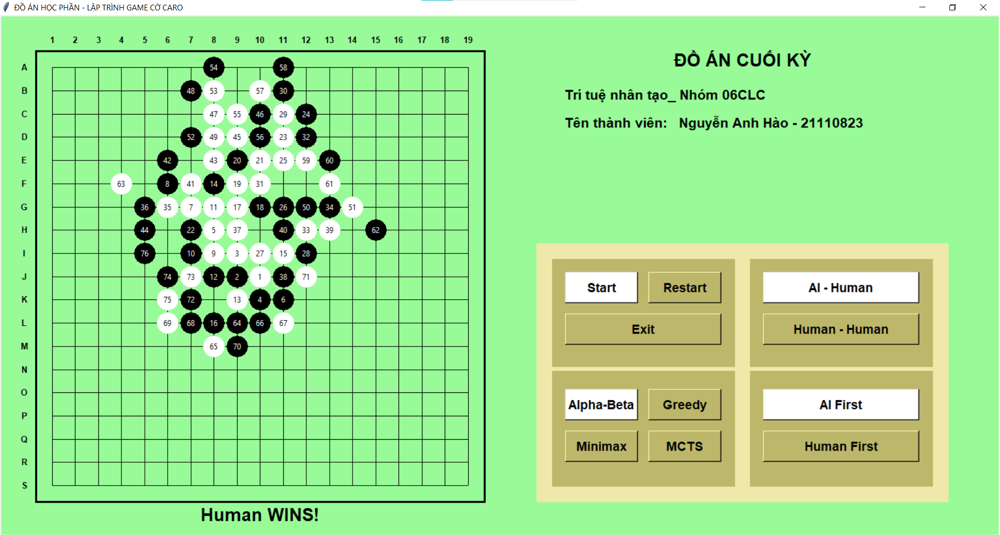 ĐỒ ÁN HỌC PHẦN - LẬP TRÌNH GAME CỜ CARO
1 2 3 4 5 6 7 8 9 10 11 12 13 14 15 16 17 18 19
A 54 58
B 48 53 57 30
C 47 55 46 29 24
D 52 49 45 56 23 32
E 42 43 20 21 25 59 60
F 63 8 41 14 19 31 61
G 36 35 7 11 17 18 26 50 34 51
H 44 22 5 37 40 33 39 62
I 76 10 9 3 27 15 28
J 74 73 12 2 1 38 71
K 75 72 13 4 6
L 69 68 16 64 66 67
M 65 70
N
O
P
Q
R
S
Human WINS!
ĐỒ ÁN CUỐI KỲ
Trí tuệ nhân tạo_ Nhóm 06CLC
Tên thành viên: Nguyễn Anh Hào - 21110823
Start Restart
Exit
AI - Human
Human - Human
Alpha-Beta Greedy
Minimax MCTS
AI First
Human First